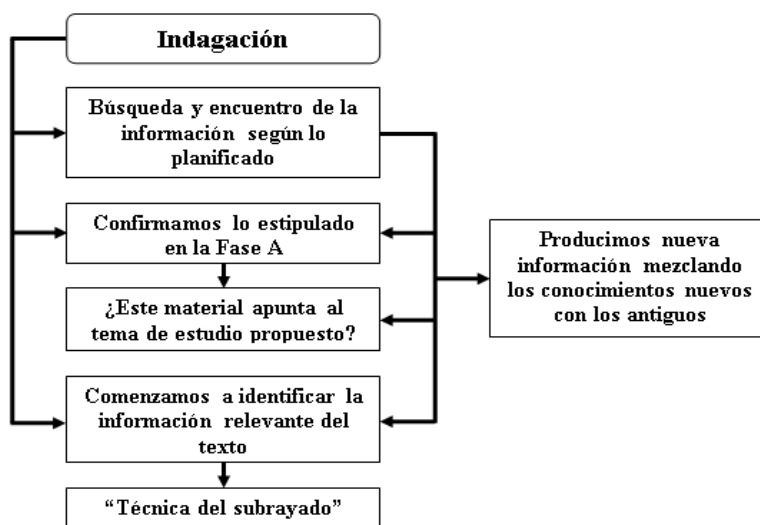 Indagación
Búsqueda y encuentro de la
información según lo
planificado
Confirmamos lo estipulado
en la Fase A
¿Este material apunta al
tema de estudio propuesto?
Comenzamos a identificar la
información relevante del
texto
“Técnica del subrayado”
Producimos nueva
información mezclando
los conocimientos nuevos
con los antiguos